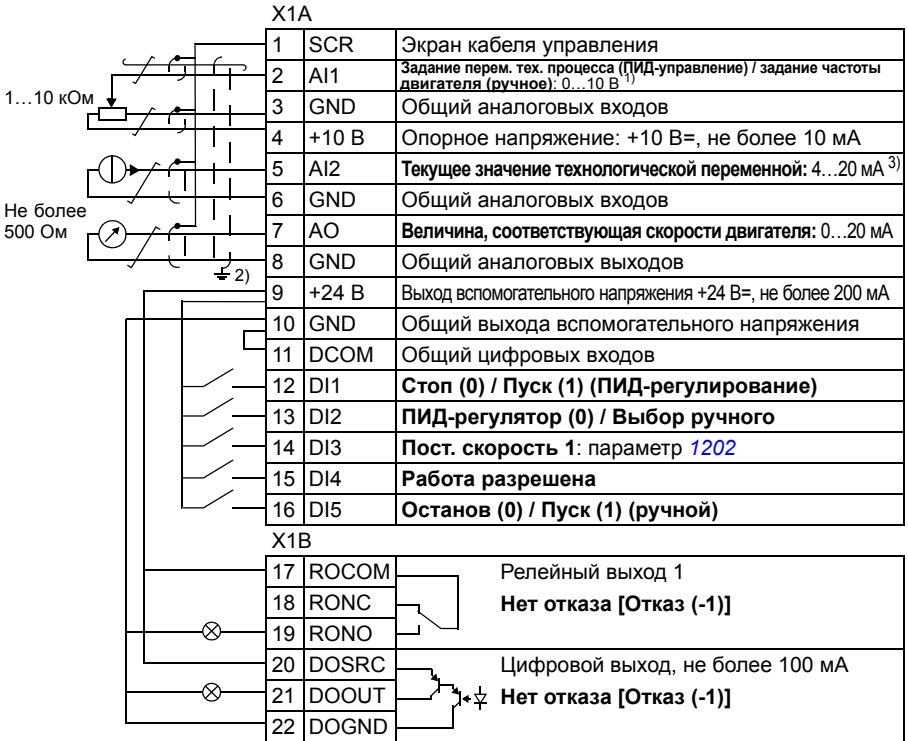 X1A
1 SCR Экран кабеля управления
2 AI1 Задание перем. тех. процесса (ПИД-управление) / задание частоты
двигателя (ручное): 0…10 В 1)
1…10 кОм
3 GND Общий аналоговых входов
4 +10 В Опорное напряжение: +10 В=, не более 10 мА
5 AI2 Текущее значение технологической переменной: 4…20 мА 3)
6 GND Общий аналоговых входов
Не более
500 Ом
7 AO Величина, соответствующая скорости двигателя: 0…20 мА
8 GND Общий аналоговых выходов
2)
9 +24 В Выход вспомогательного напряжения +24 В=, не более 200 мА
10 GND Общий выхода вспомогательного напряжения
11 DCOM Общий цифровых входов
12 DI1 Стоп (0) / Пуск (1) (ПИД-регулирование)
13 DI2 ПИД-регулятор (0) / Выбор ручного
14 DI3 Пост. скорость 1: параметр 1202
15 DI4 Работа разрешена
16 DI5 Останов (0) / Пуск (1) (ручной)
X1B
17 ROCOM Релейный выход 1
18 RONC Нет отказа [Отказ (-1)]
19 RONO
20 DOSRC Цифровой выход, не более 100 мА
21 DOOUT Нет отказа [Отказ (-1)]
22 DOGND